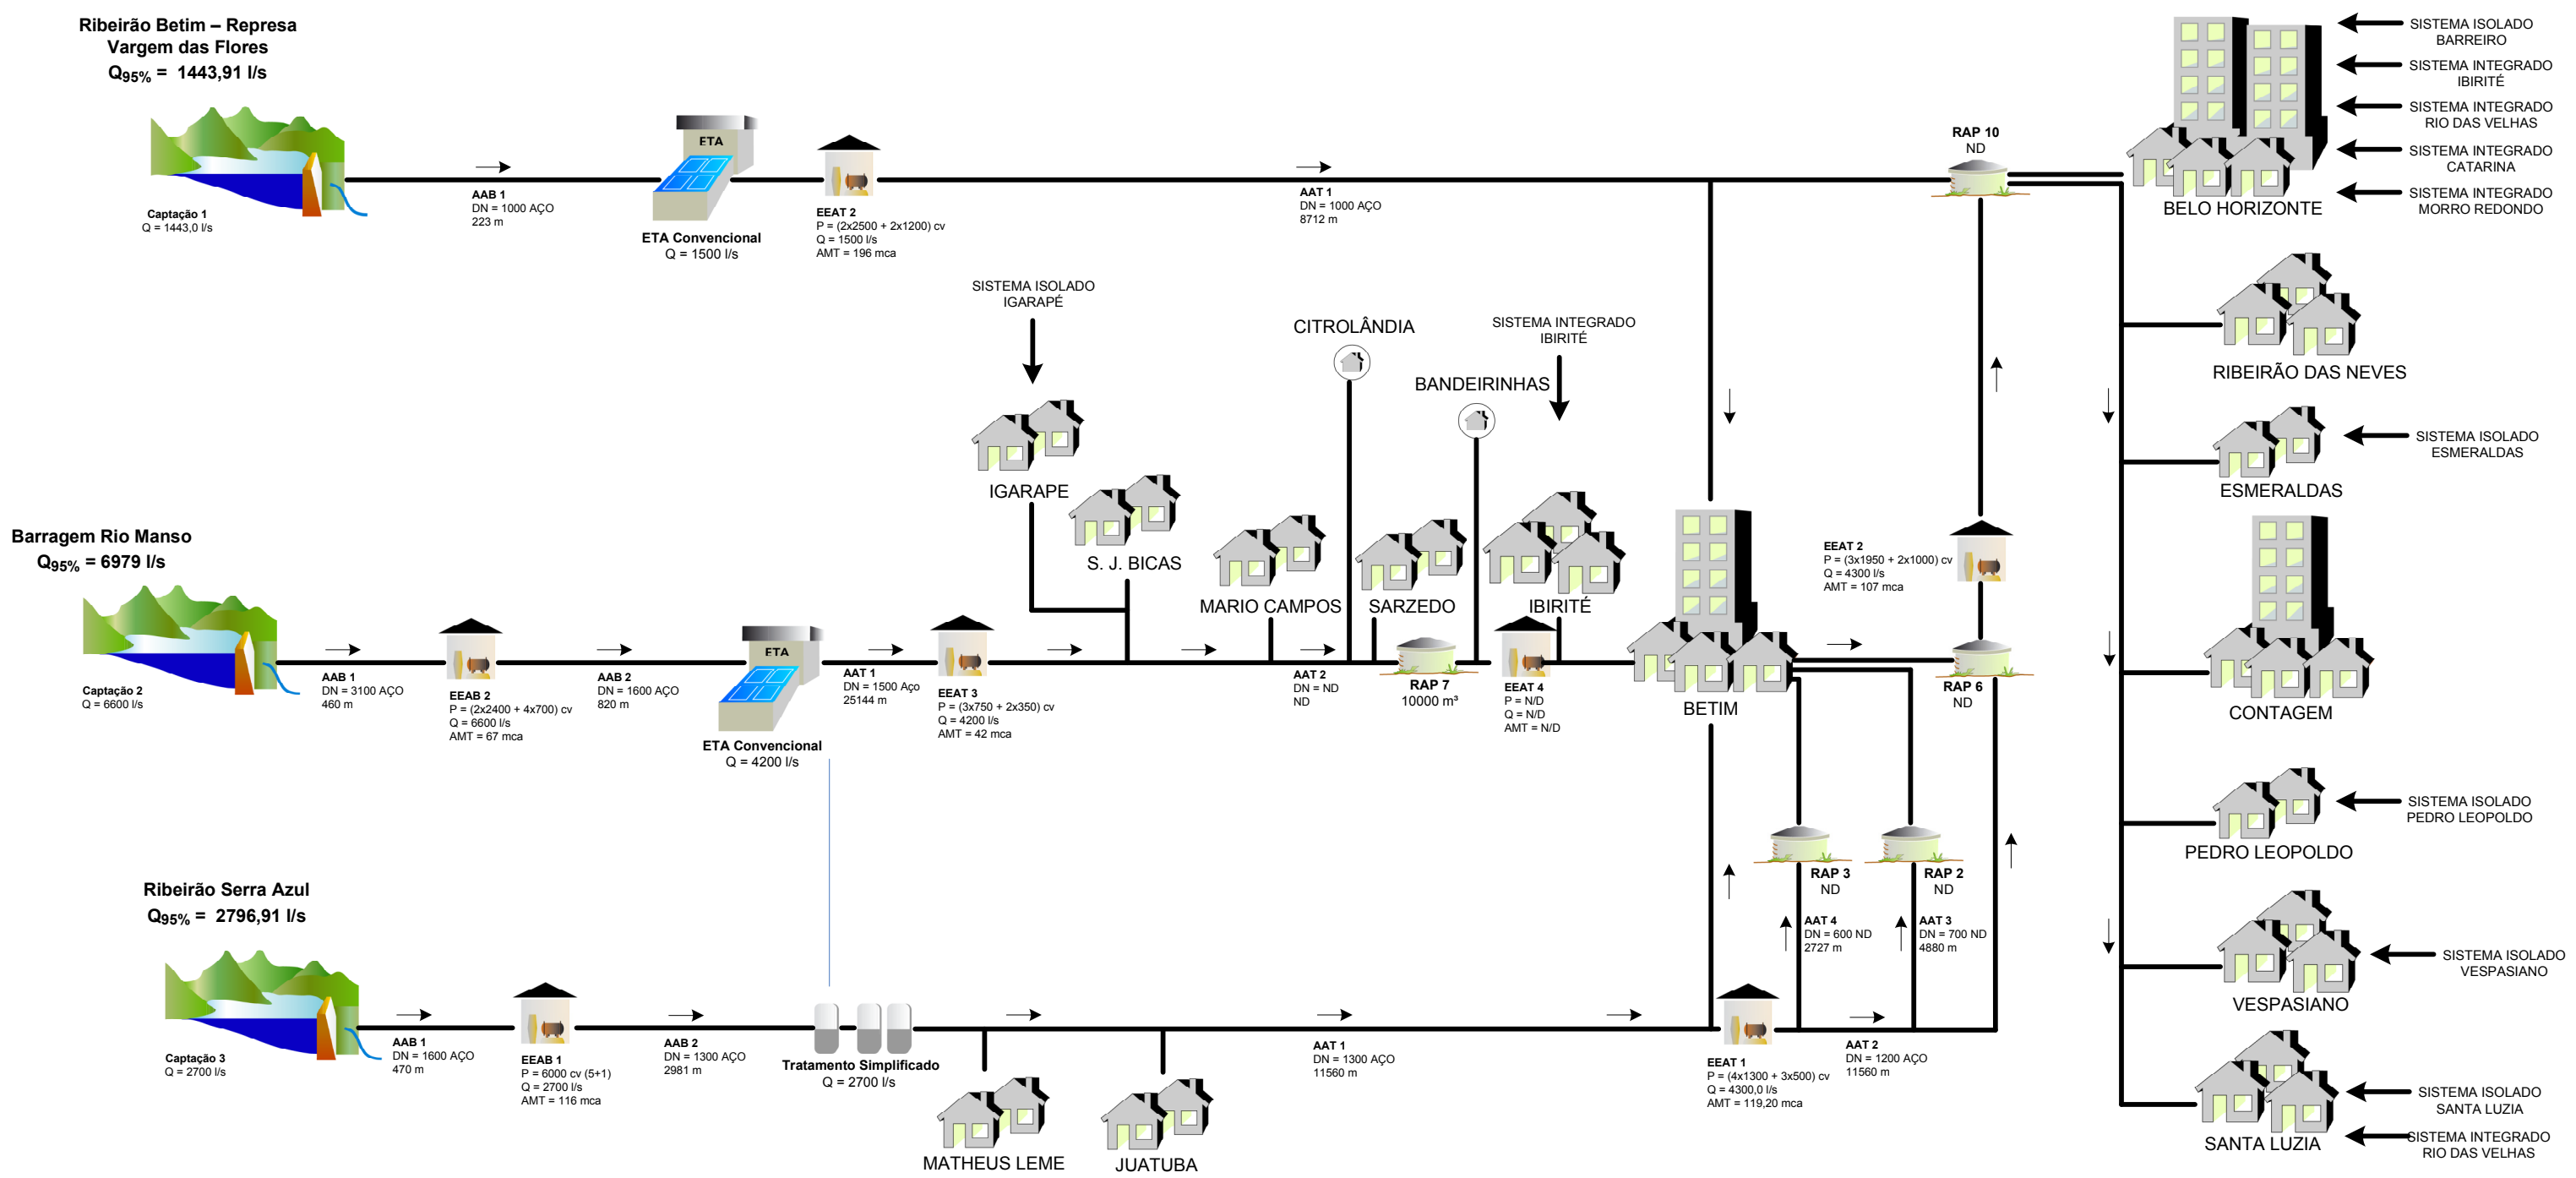 Ribeirão Betim – Represa
Vargem das Flores
Q95% = 1443,91 l/s
Captação 1
Q = 1443,0 l/s
AAB 1
DN = 1000 AÇO
223 m
ETA
ETA Convencional
Q = 1500 l/s
EEAT 2
P = (2x2500 + 2x1200) cv
Q = 1500 l/s
AMT = 196 mca
AAT 1
DN = 1000 AÇO
8712 m
RAP 10
ND
BELO HORIZONTE
SISTEMA ISOLADO
BARREIRO
SISTEMA INTEGRADO
IBIRITÉ
SISTEMA INTEGRADO
RIO DAS VELHAS
SISTEMA INTEGRADO
CATARINA
SISTEMA INTEGRADO
MORRO REDONDO
RIBEIRÃO DAS NEVES
ESMERALDAS
SISTEMA ISOLADO
ESMERALDAS
CONTAGEM
PEDRO LEOPOLDO
SISTEMA ISOLADO
PEDRO LEOPOLDO
VESPASIANO
SISTEMA ISOLADO
VESPASIANO
SANTA LUZIA
SISTEMA ISOLADO
SANTA LUZIA
SISTEMA INTEGRADO
RIO DAS VELHAS
Barragem Rio Manso
Q95% = 6979 l/s
Captação 2
Q = 6600 l/s
AAB 1
DN = 3100 AÇO
460 m
EEAB 2
P = (2x2400 + 4x700) cv
Q = 6600 l/s
AMT = 67 mca
AAB 2
DN = 1600 AÇO
820 m
ETA
ETA Convencional
Q = 4200 l/s
AAT 1
DN = 1500 Aço
25144 m
EEAT 3
P = (3x750 + 2x350) cv
Q = 4200 l/s
AMT = 42 mca
SISTEMA ISOLADO
IGARAPÉ
IGARAPE
S. J. BICAS
MARIO CAMPOS
CITROLÂNDIA
AAT 2
DN = ND
ND
SARZEDO
RAP 7
10000 m³
BANDEIRINHAS
SISTEMA INTEGRADO
IBIRITÉ
IBIRITÉ
EEAT 4
P = N/D
Q = N/D
AMT = N/D
BETIM
EEAT 2
P = (3x1950 + 2x1000) cv
Q = 4300 l/s
AMT = 107 mca
RAP 6
ND
Ribeirão Serra Azul
Q95% = 2796,91 l/s
Captação 3
Q = 2700 l/s
AAB 1
DN = 1600 AÇO
470 m
EEAB 1
P = 6000 cv (5+1)
Q = 2700 l/s
AMT = 116 mca
AAB 2
DN = 1300 AÇO
2981 m
Tratamento Simplificado
Q = 2700 l/s
MATHEUS LEME
JUATUBA
AAT 1
DN = 1300 AÇO
11560 m
EEAT 1
P = (4x1300 + 3x500) cv
Q = 4300,0 l/s
AMT = 119,20 mca
RAP 3
ND
AAT 4
DN = 600 ND
2727 m
RAP 2
ND
AAT 3
DN = 700 ND
4880 m
AAT 2
DN = 1200 AÇO
11560 m